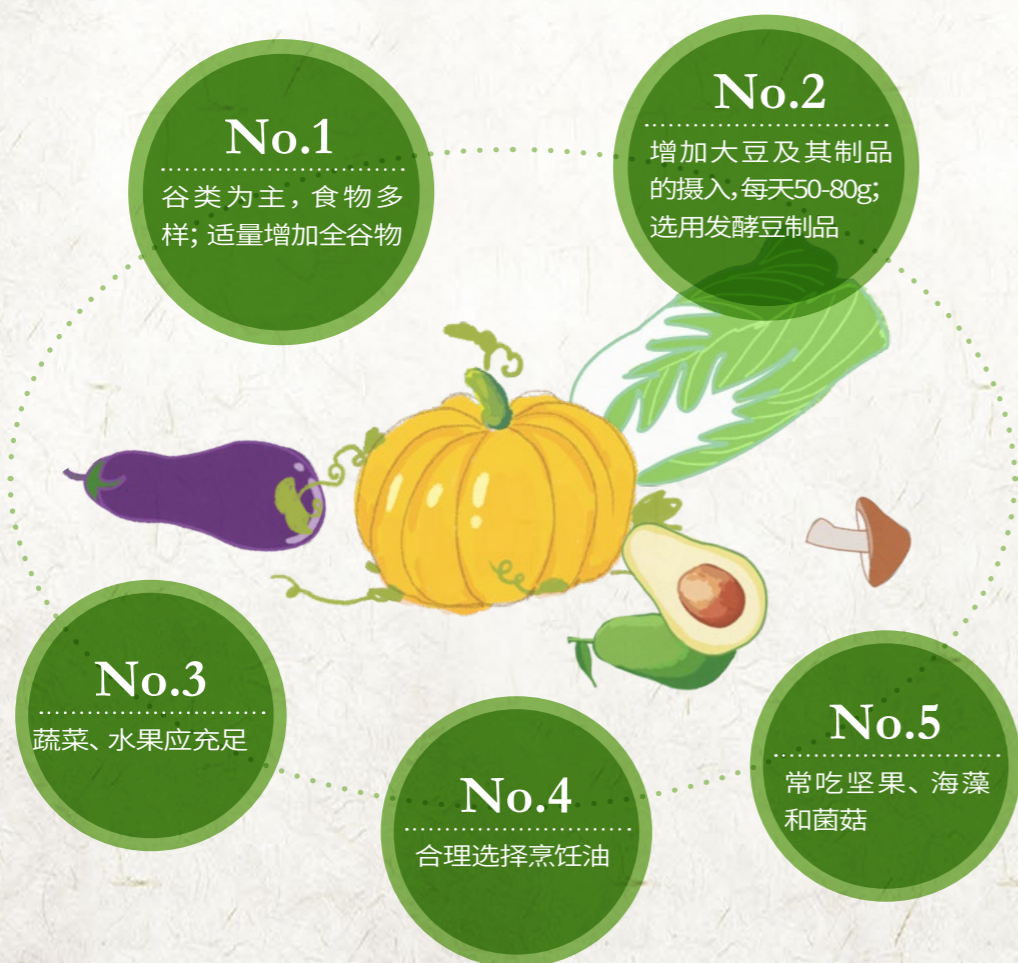 No.1
谷类为主，食物多
样；适量增加全谷物
No.2
增加大豆及其制品
的摄入，每天50-80g；
选用发酵豆制品
No.3
蔬菜、水果应充足
No.4
合理选择烹饪油
No.5
常吃坚果、海藻
和菌菇